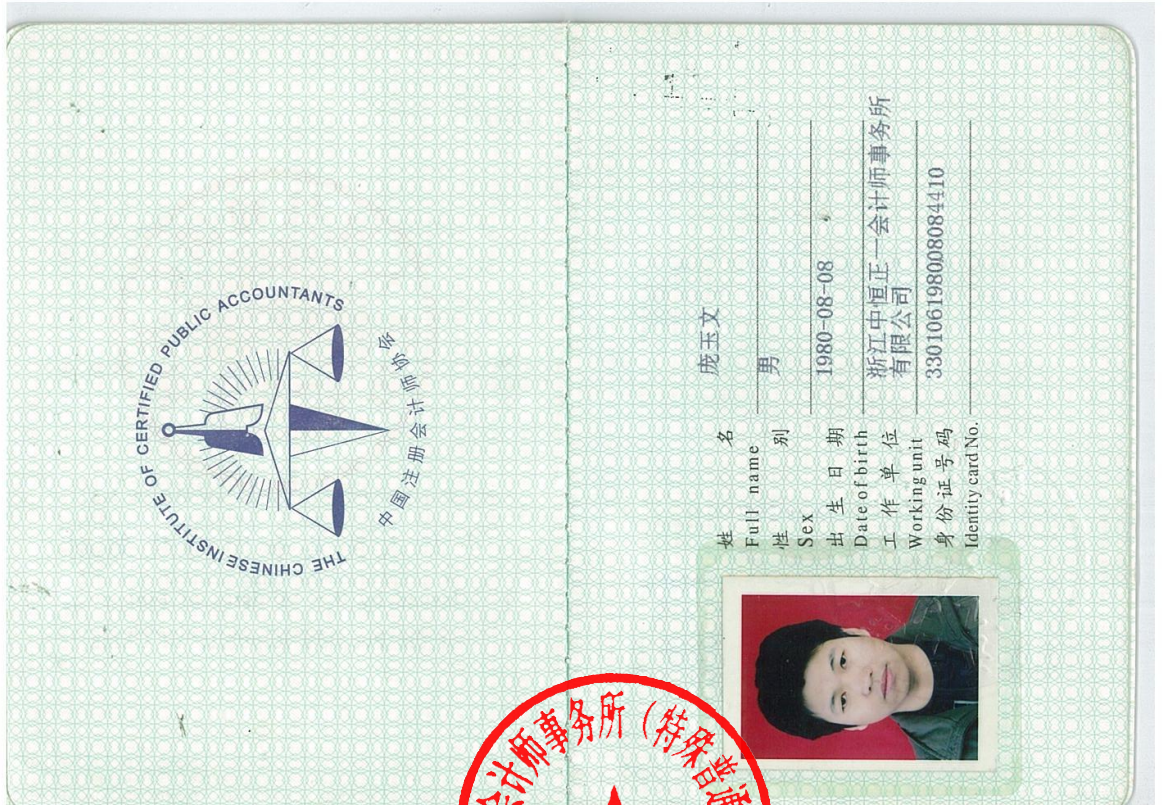 THE CHINESE INSTITUTE OF CERTIFIED PUBLIC ACCOUNTANTS
中国注册会计师协会
姓 名 庞玉文
Full name
性 别 男
Sex
出生日期 1980-08-08
Date of birth
工作单位 浙江中恒正一会计师事务所
Working unit 有限公司
身份证号码 330106198008084410
Identity card No.
会计师事务所(特殊普通